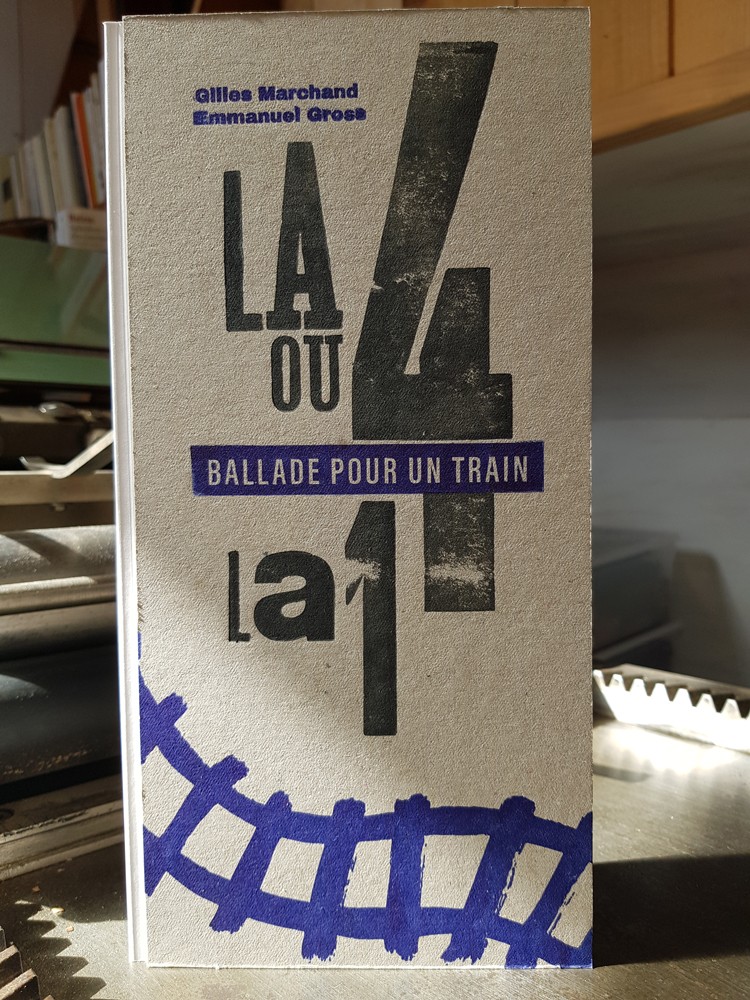 Gilles Marchand
Emmanuel Gross
LA 4
OU
BALLADE POUR UN TRAIN
la 1